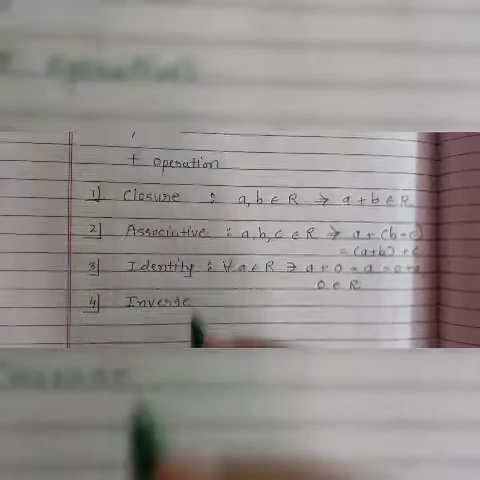 + operation
1] Closure : a, b ∈ R ⇒ a + b ∈ R
2] Associative : a, b, c ∈ R ⇒ a + (b + c)
= (a+b) + c
3] Identity : ∀ a ∈ R ∋ a + 0 = a = 0 + a
0 ∈ R
4] Inverse